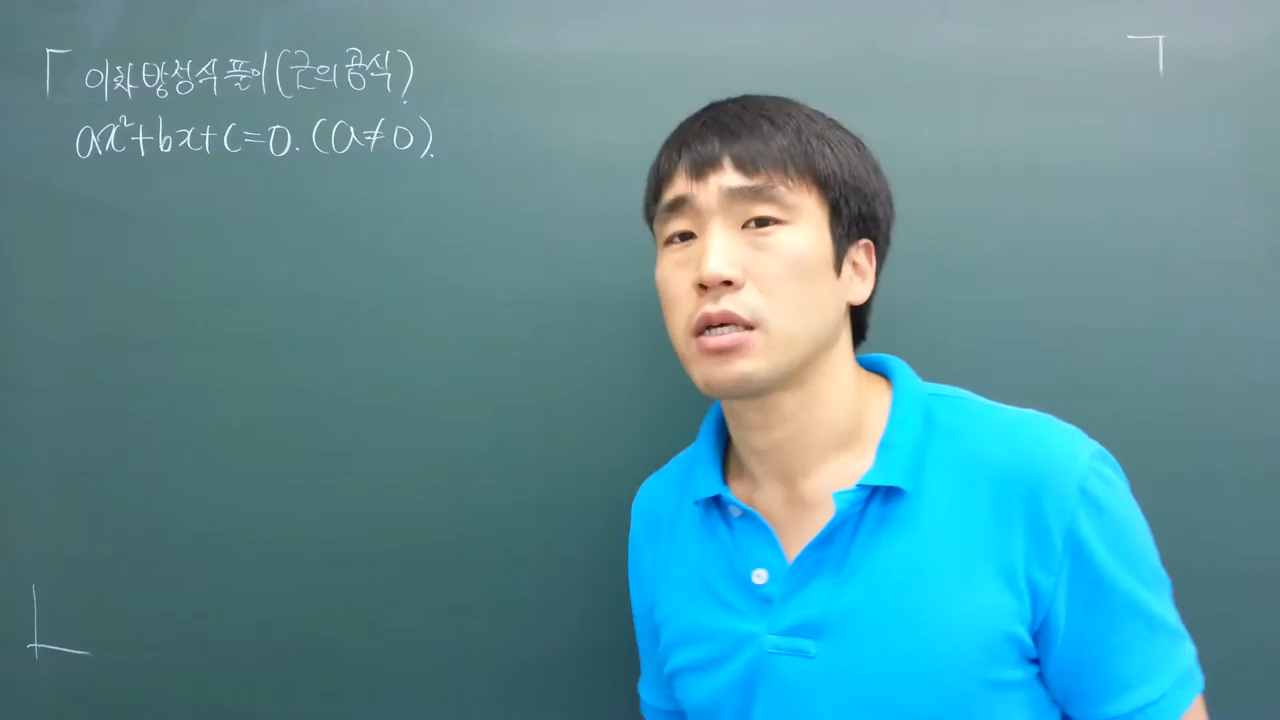 이차방정식 풀이(근의 공식)
ax²+bx+c=0. (a≠0).